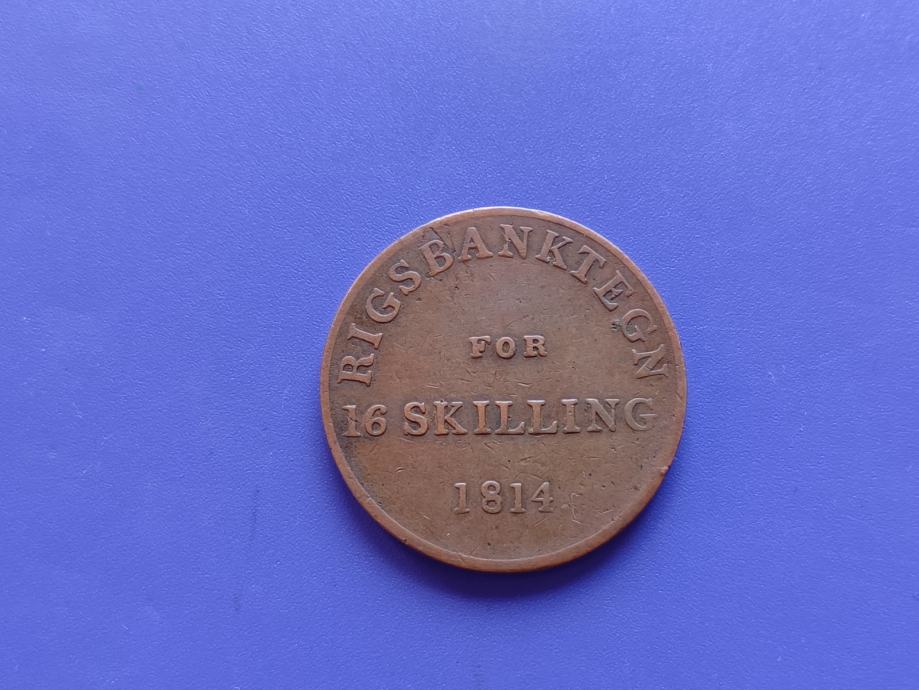 RIGSBANKTEGN
FOR
16 SKILLING
1814